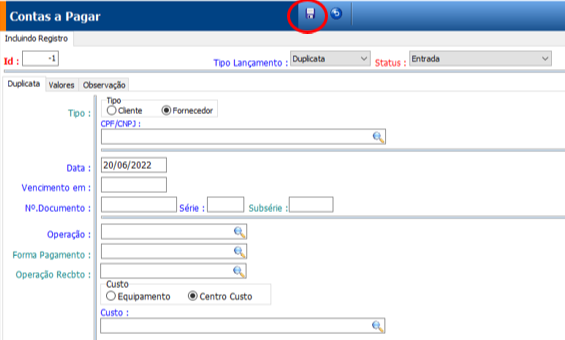 Contas a Pagar
Incluindo Registro
Id : -1 Tipo Lançamento : Duplicata Status : Entrada
Duplicata Valores Observação
Tipo : Tipo
Cliente Fornecedor
CPF/CNPJ :
Data : 20/06/2022
Vencimento em :
Nº.Documento : Série : Subsérie :
Operação :
Forma Pagamento :
Operação Recbto :
Custo
Equipamento Centro Custo
Custo :